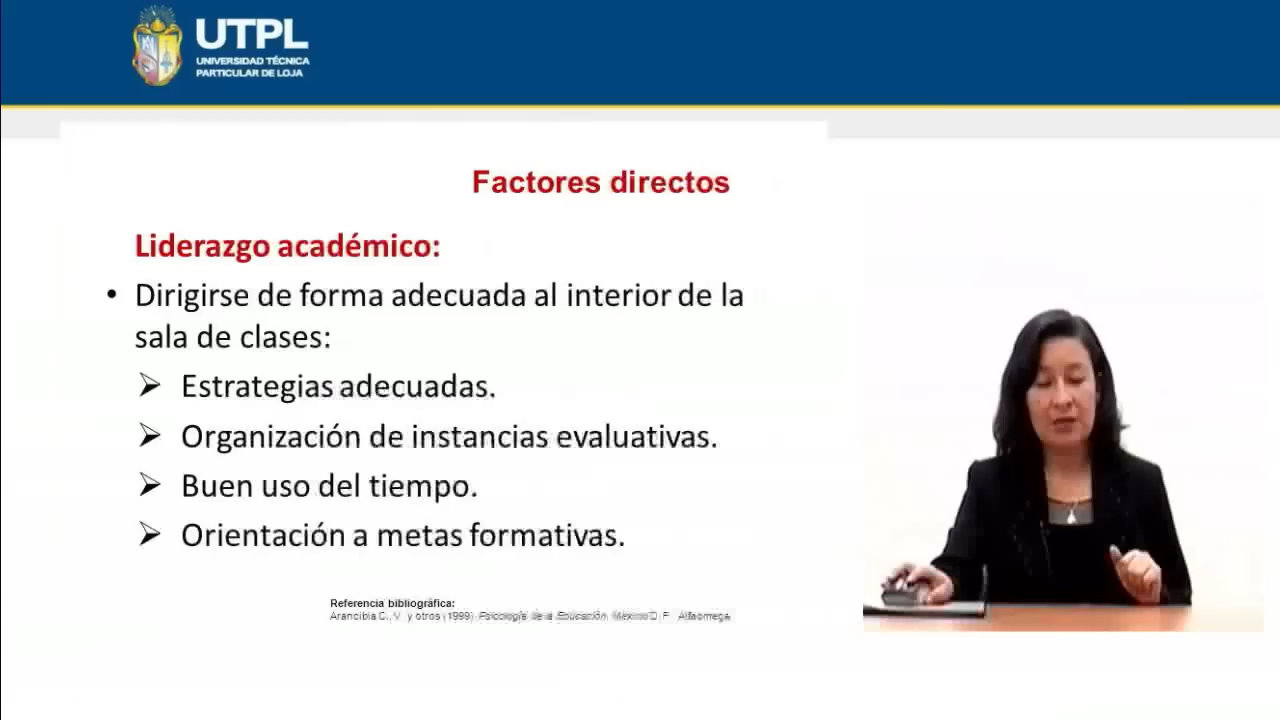 UTPL
UNIVERSIDAD TÉCNICA
PARTICULAR DE LOJA
Factores directos
Liderazgo académico:
• Dirigirse de forma adecuada al interior de la
sala de clases:
➢ Estrategias adecuadas.
➢ Organización de instancias evaluativas.
➢ Buen uso del tiempo.
➢ Orientación a metas formativas.
Referencia bibliográfica:
Arancibia C., V. y otros (1999). Psicología de la Educación. México D. F. Alfaomega.